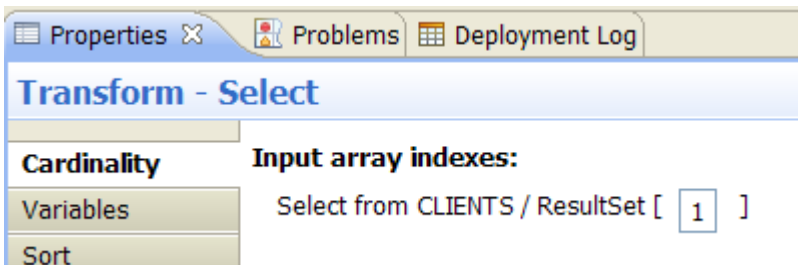 Properties Problems Deployment Log
Transform - Select
Cardinality
Variables
Sort
Input array indexes:
Select from CLIENTS / ResultSet [ 1 ]